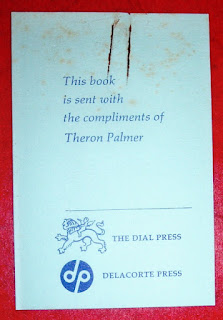 This book
is sent with
the compliments of
Theron Palmer
THE DIAL PRESS
dp
DELACORTE PRESS